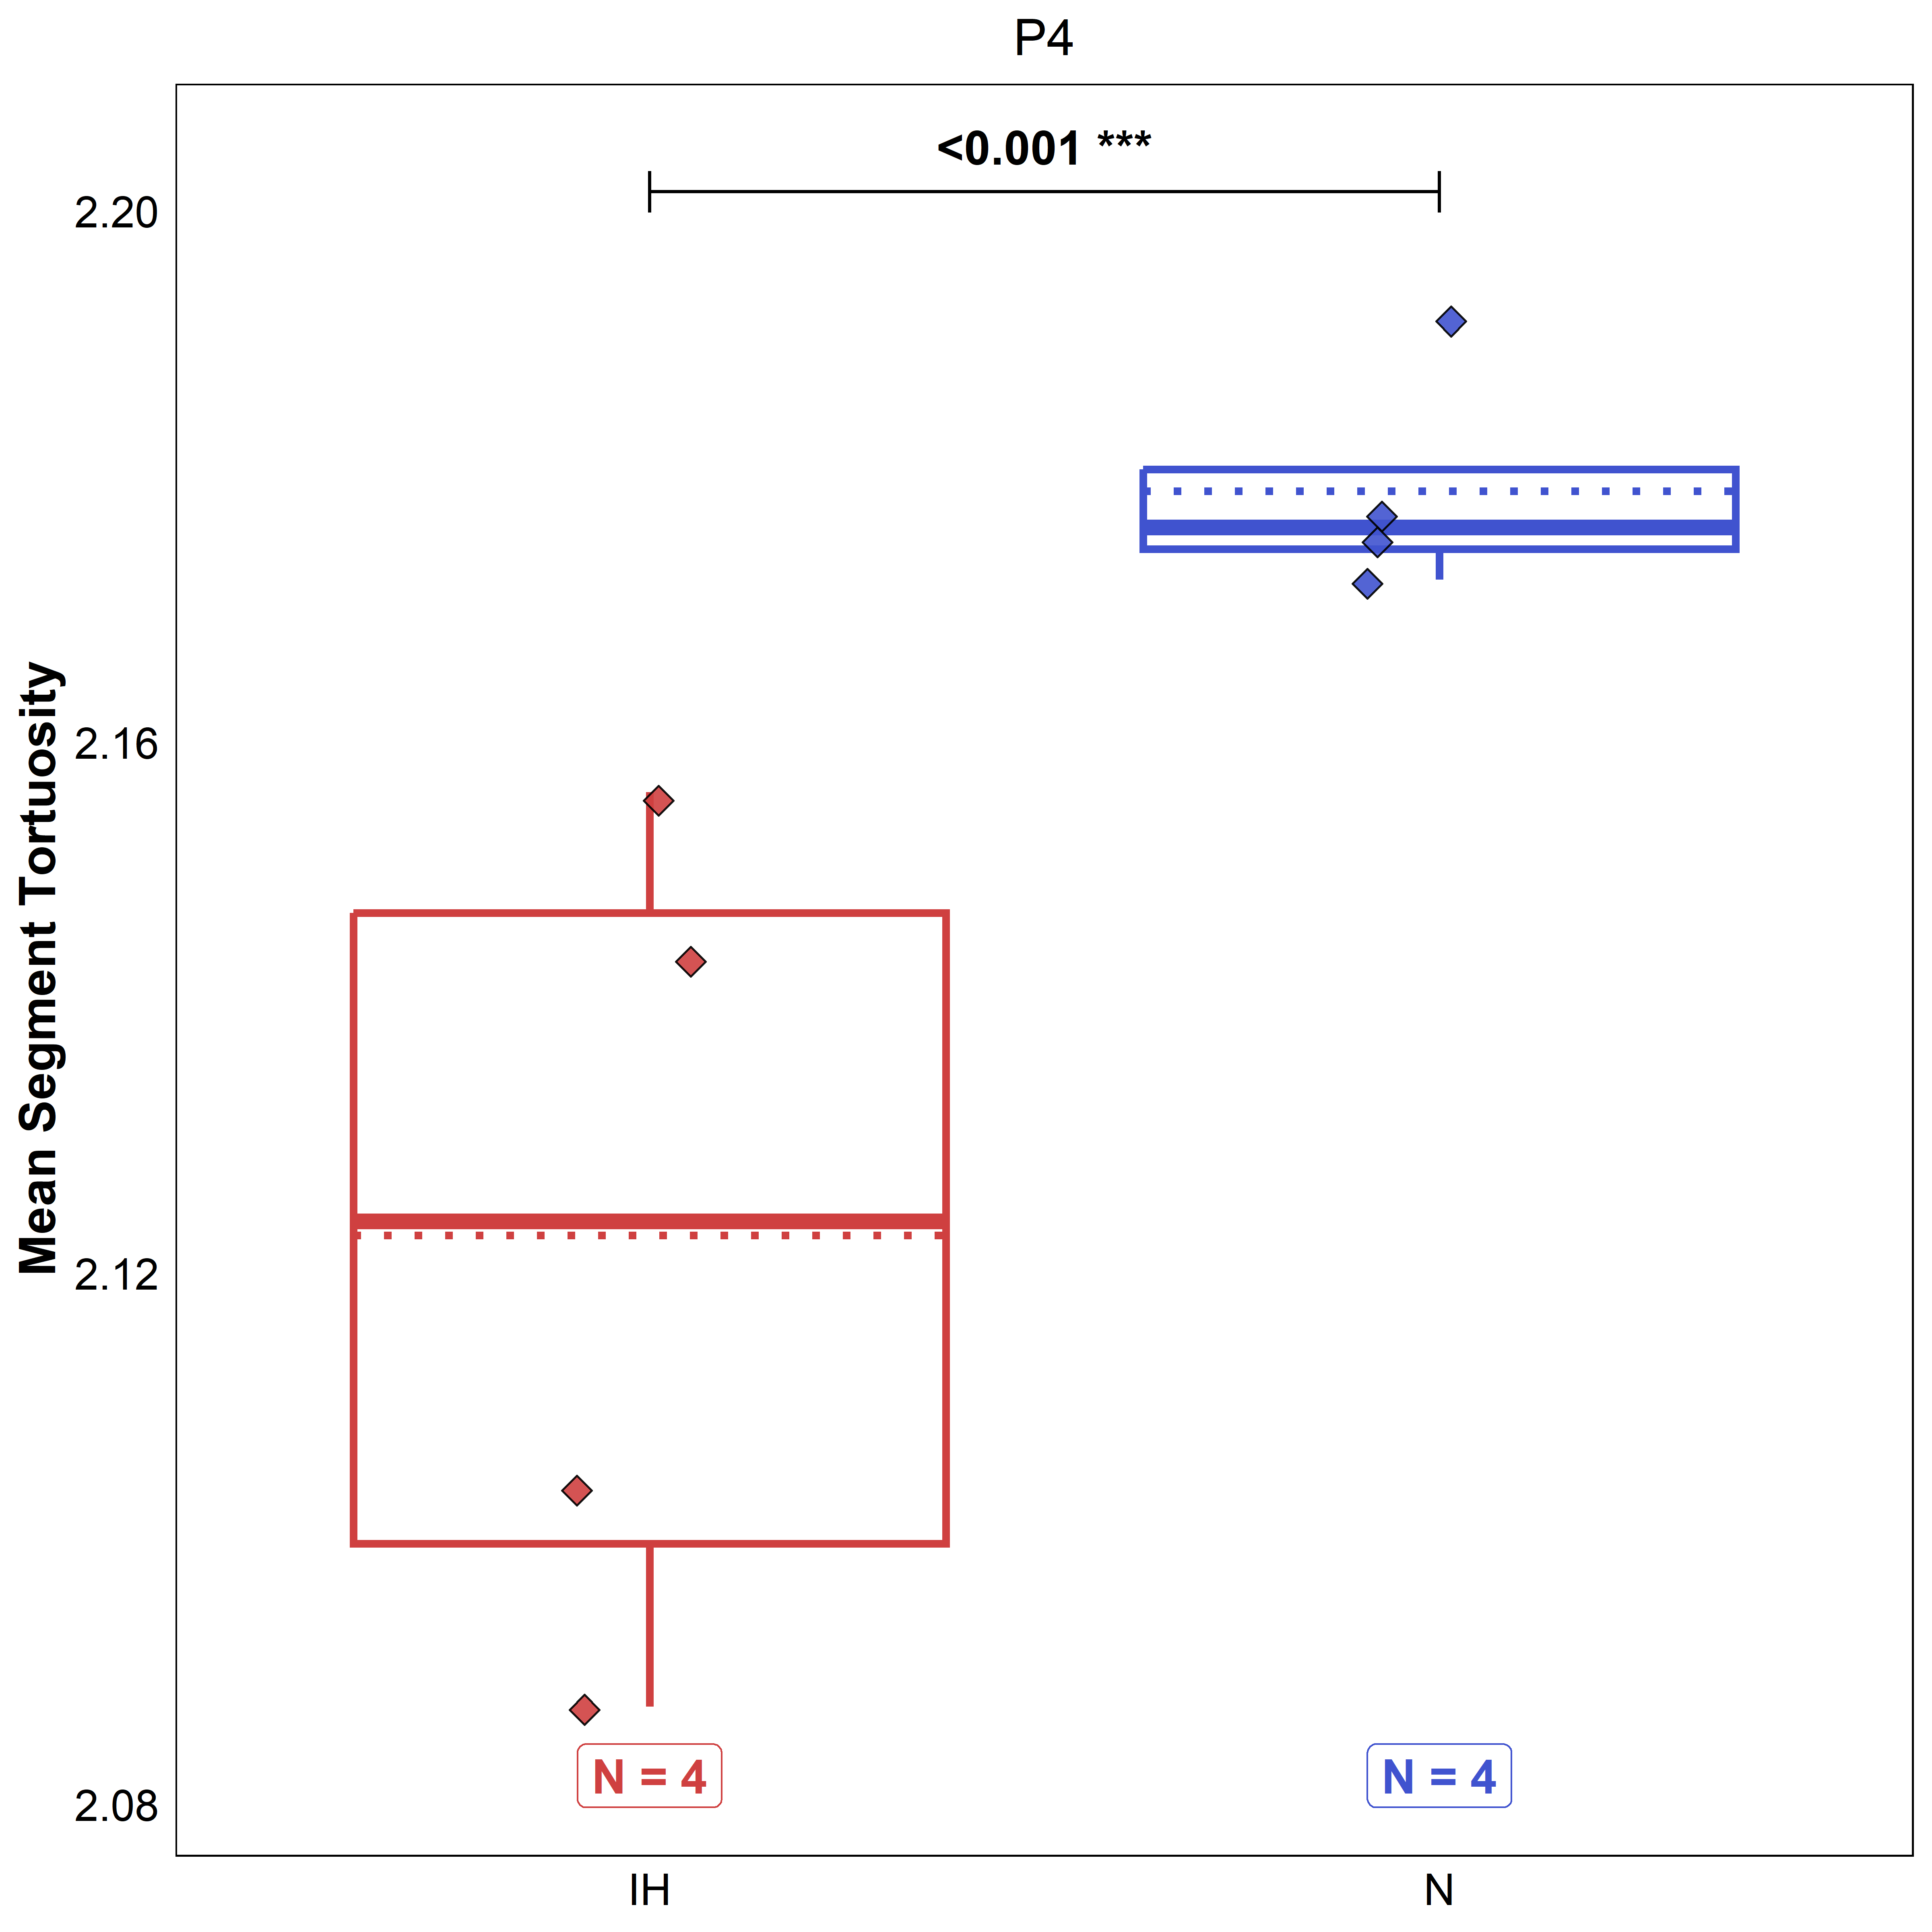 P4
<0.001 ***
2.20
2.16
2.12
2.08
Mean Segment Tortuosity
N = 4
N = 4
IH
N